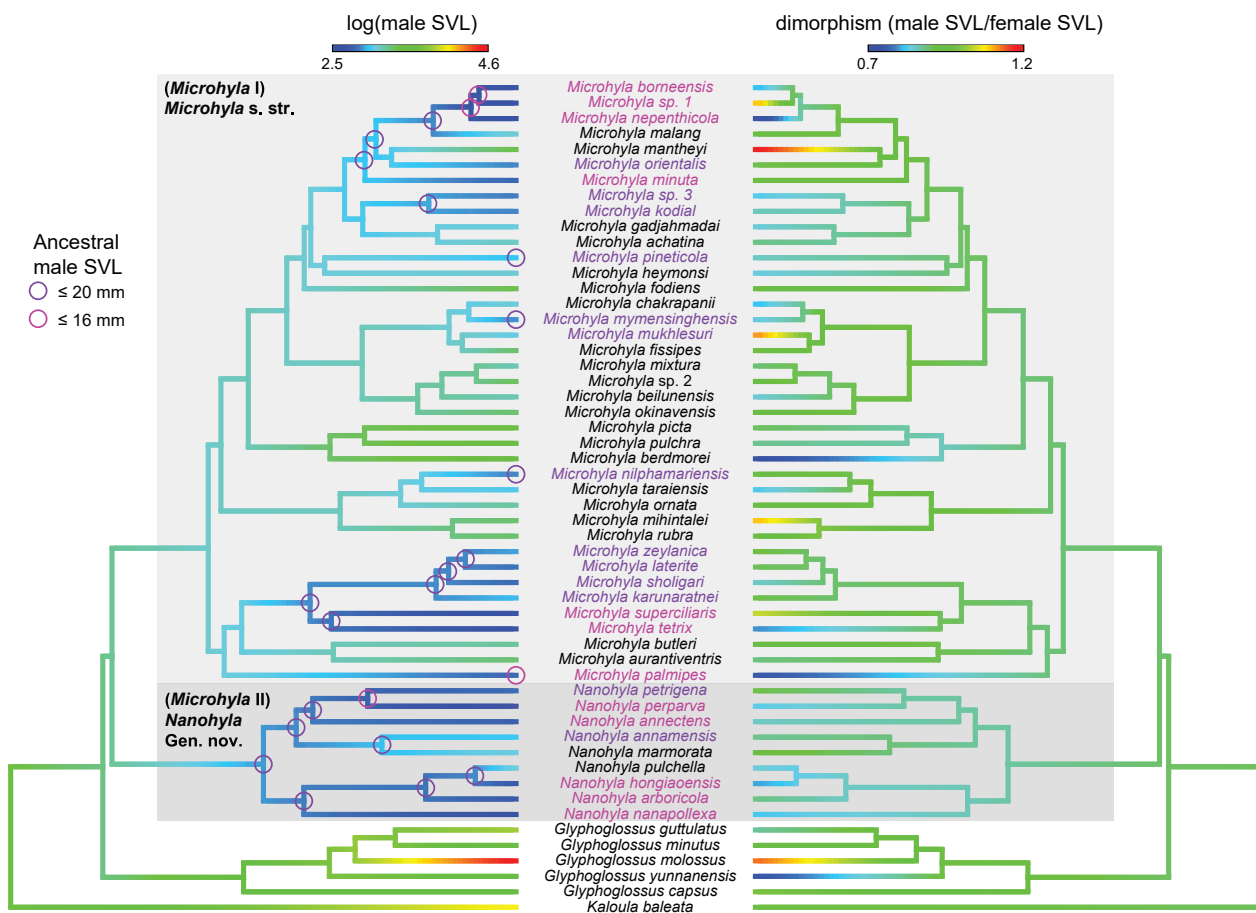 log(male SVL)
dimorphism (male SVL/female SVL)
2.5 4.6
0.7 1.2
(Microhyla I)
Microhyla s. str.
Ancestral
male SVL
≤ 20 mm
≤ 16 mm
Microhyla borneensis
Microhyla sp. 1
Microhyla nepenthicola
Microhyla malang
Microhyla mantheyi
Microhyla orientalis
Microhyla minuta
Microhyla sp. 3
Microhyla kodial
Microhyla gadjahmadai
Microhyla achatina
Microhyla pineticola
Microhyla heymonsi
Microhyla fodiens
Microhyla chakrapanii
Microhyla mymensinghensis
Microhyla mukhlesuri
Microhyla fissipes
Microhyla mixtura
Microhyla sp. 2
Microhyla beilunensis
Microhyla okinavensis
Microhyla picta
Microhyla pulchra
Microhyla berdmorei
Microhyla nilphamariensis
Microhyla taraiensis
Microhyla ornata
Microhyla mihintalei
Microhyla rubra
Microhyla zeylanica
Microhyla laterite
Microhyla sholigari
Microhyla karunaratnei
Microhyla superciliaris
Microhyla tetrix
Microhyla butleri
Microhyla aurantiventris
Microhyla palmipes
(Microhyla II)
Nanohyla
Gen. nov.
Nanohyla petrigena
Nanohyla perparva
Nanohyla annectens
Nanohyla annamensis
Nanohyla marmorata
Nanohyla pulchella
Nanohyla hongiaoensis
Nanohyla arboricola
Nanohyla nanapollexa
Glyphoglossus guttulatus
Glyphoglossus minutus
Glyphoglossus molossus
Glyphoglossus yunnanensis
Glyphoglossus capsus
Kaloula baleata